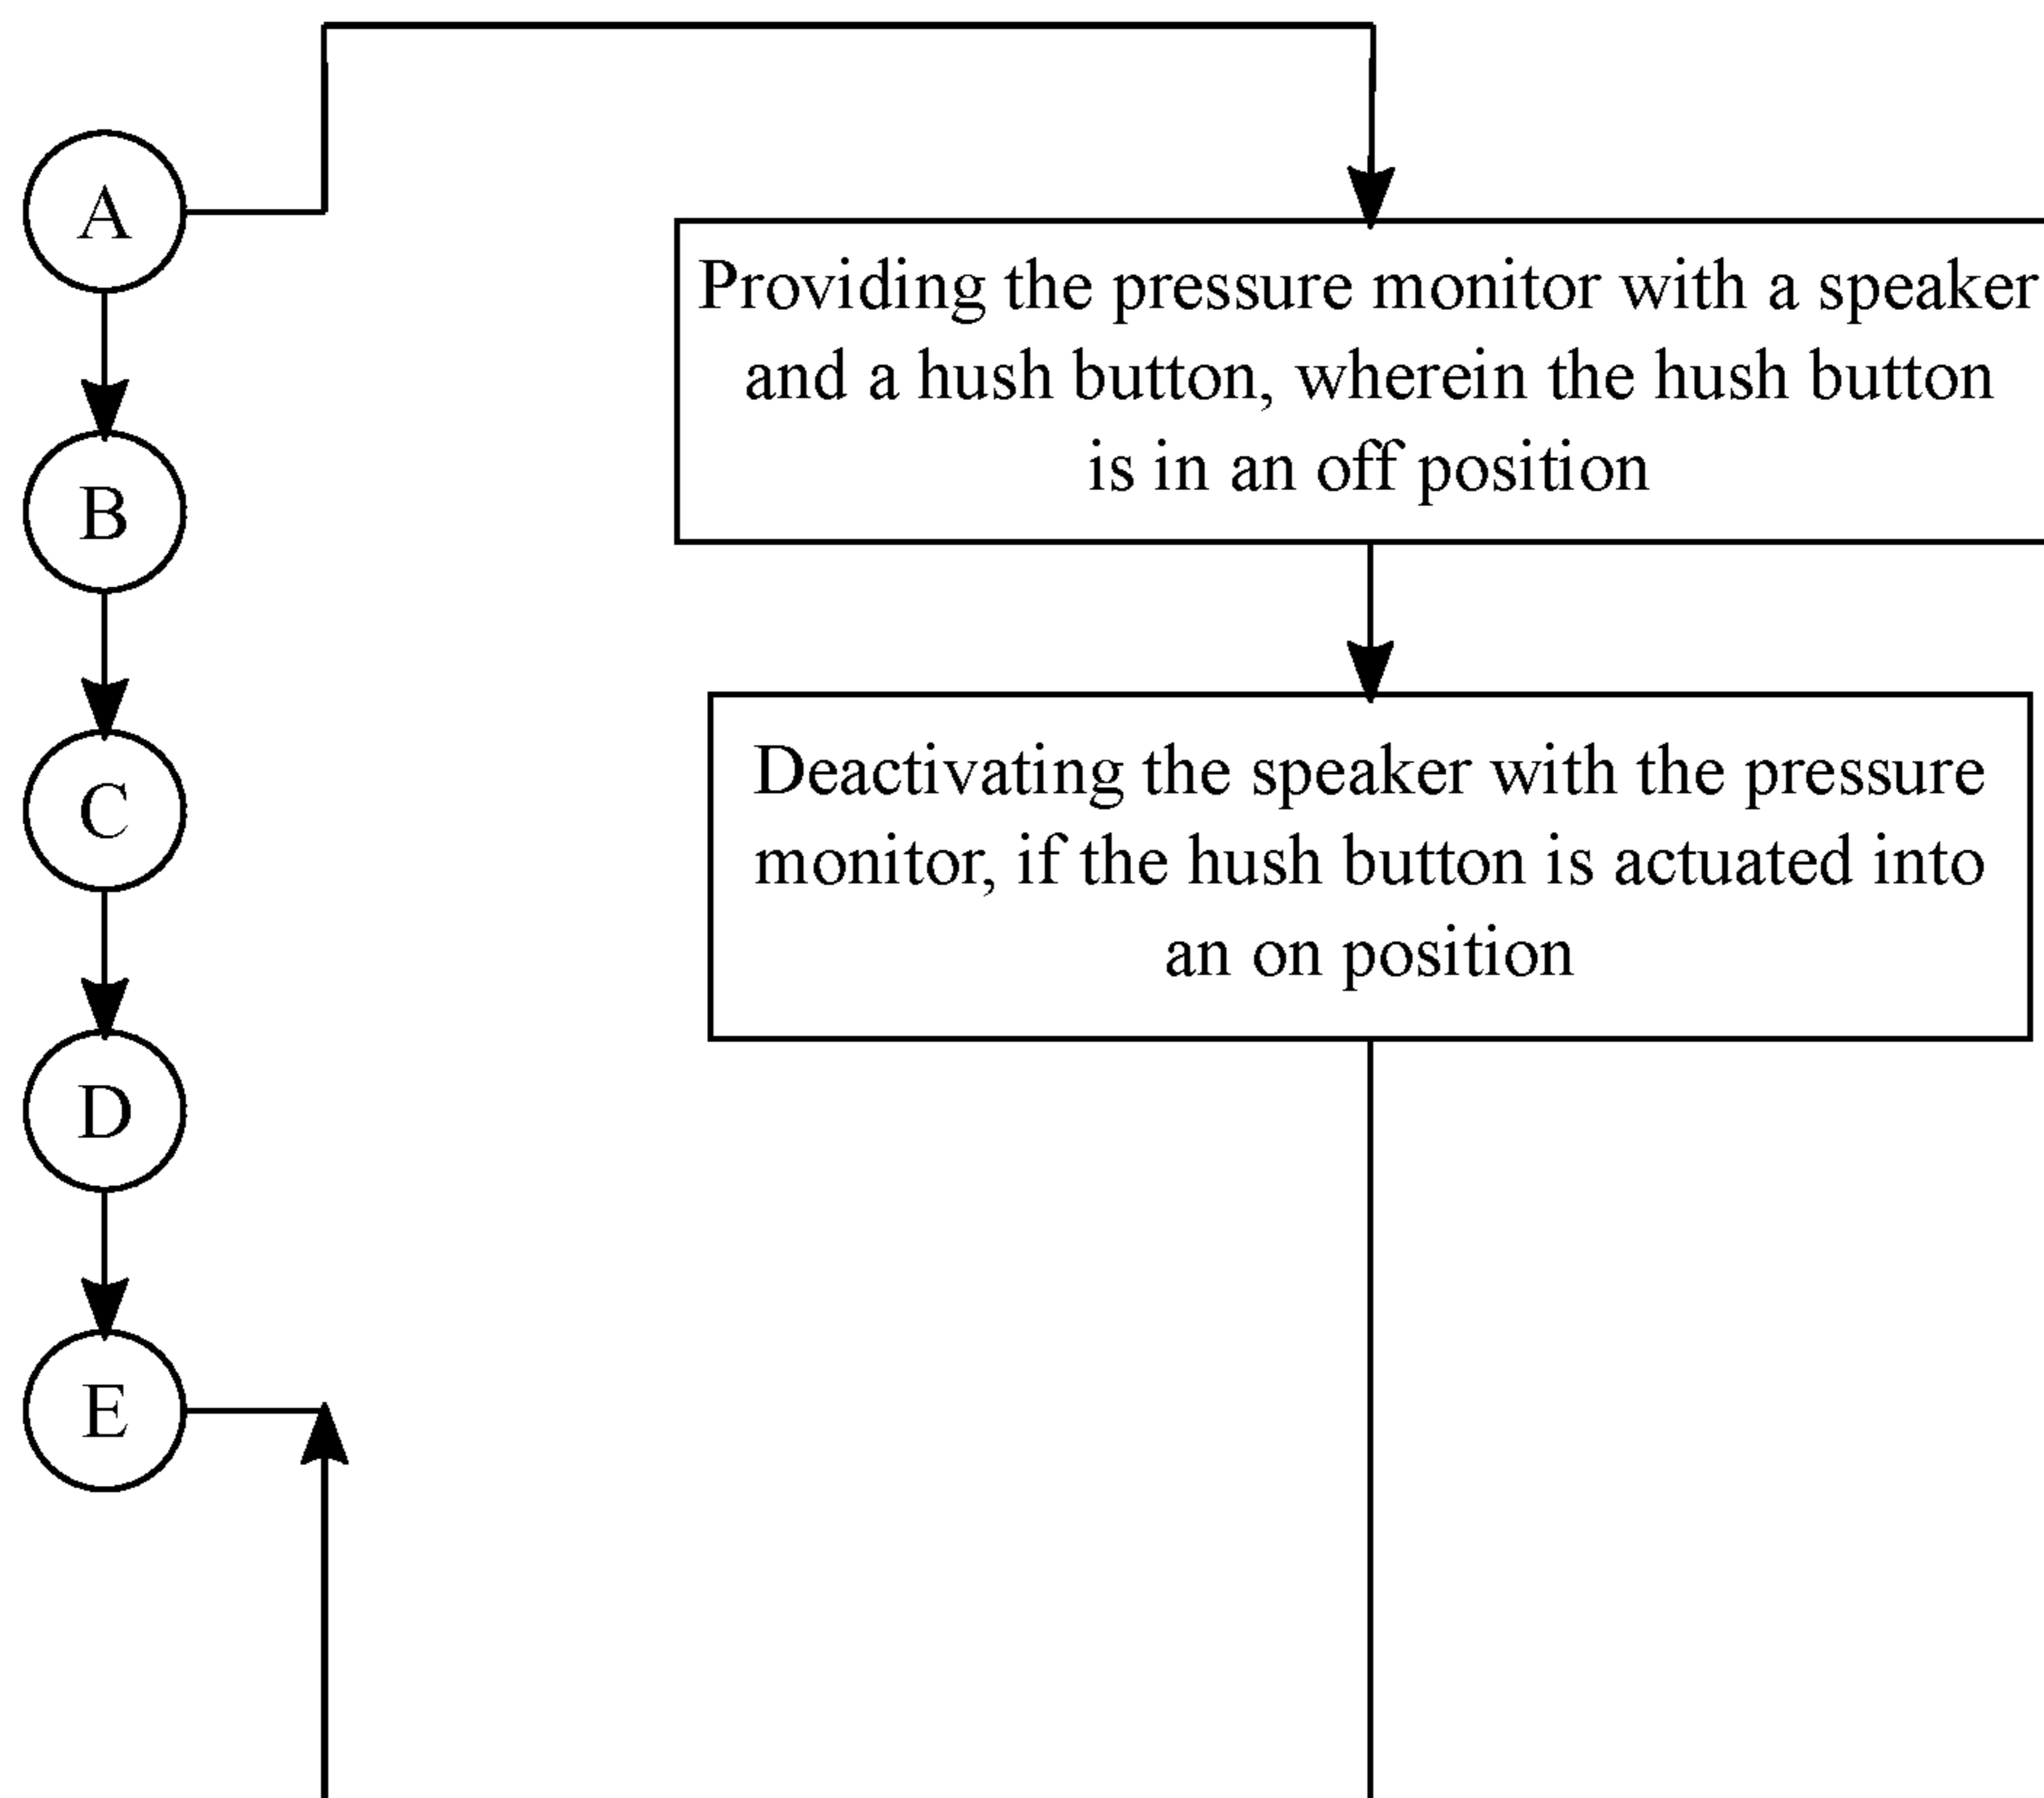 A
B
C
D
E
Providing the pressure monitor with a speaker
and a hush button, wherein the hush button
is in an off position
Deactivating the speaker with the pressure
monitor, if the hush button is actuated into
an on position